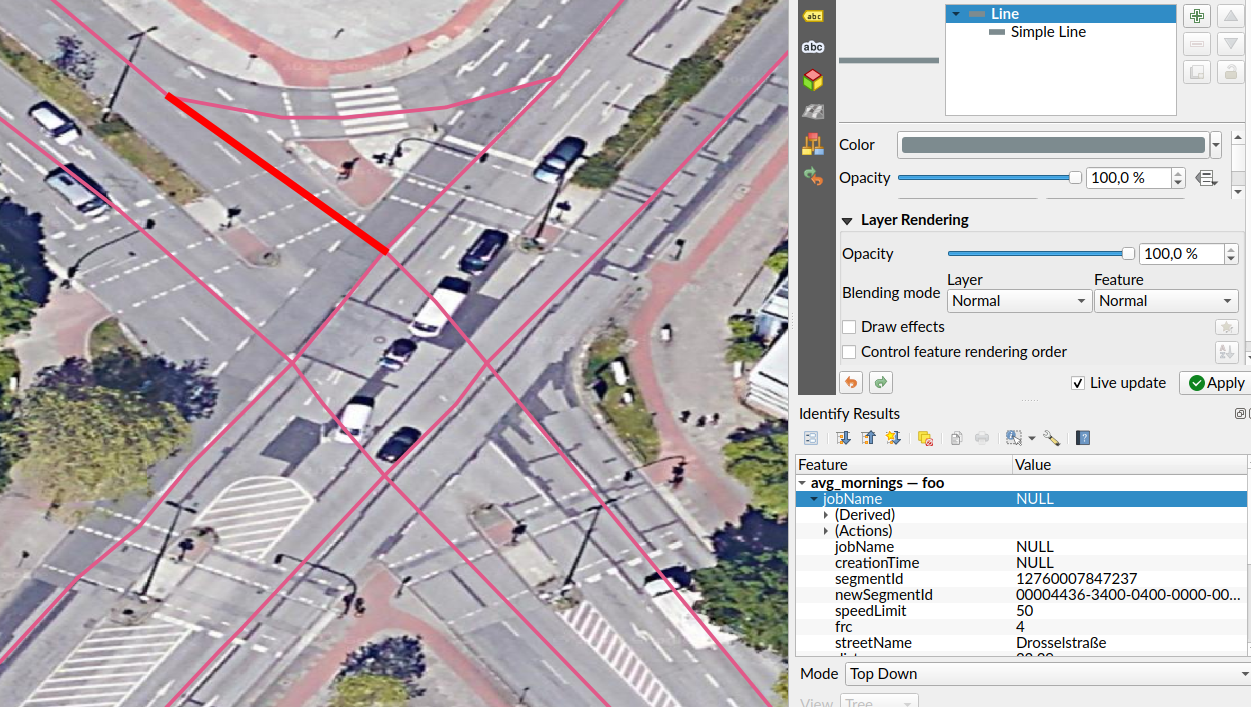 Line
abc
Simple Line
abc
Color
Opacity 100,0 %
Layer Rendering
Opacity 100,0 %
Layer Feature
Blending mode Normal Normal
Draw effects
Control feature rendering order
Live update Apply
Identify Results
Feature Value
avg_mornings — foo
jobName NULL
(Derived)
(Actions)
jobName NULL
creationTime NULL
segmentId 12760007847237
newSegmentId 00004436-3400-0400-0000-00...
speedLimit 50
frc 4
streetName Drosselstraße
Mode Top Down
View Tree